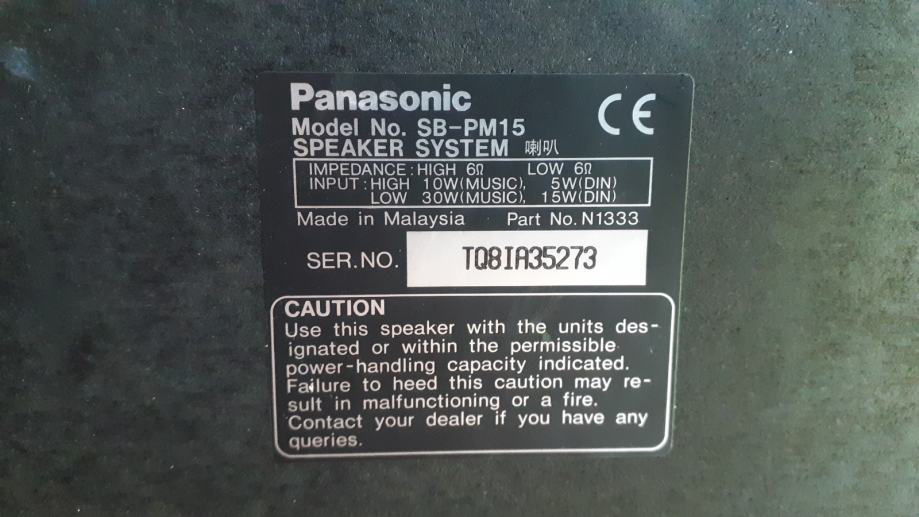 Panasonic
CE
Model No. SB-PM15
SPEAKER SYSTEM 喇叭
IMPEDANCE: HIGH 6Ω LOW 6Ω
INPUT : HIGH 10W(MUSIC), 5W(DIN)
LOW 30W(MUSIC), 15W(DIN)
Made in Malaysia Part No. N1333
SER.NO. TQ8IA35273
CAUTION
Use this speaker with the units des-
ignated or within the permissible
power-handling capacity indicated.
Failure to heed this caution may re-
sult in malfunctioning or a fire.
Contact your dealer if you have any
queries.